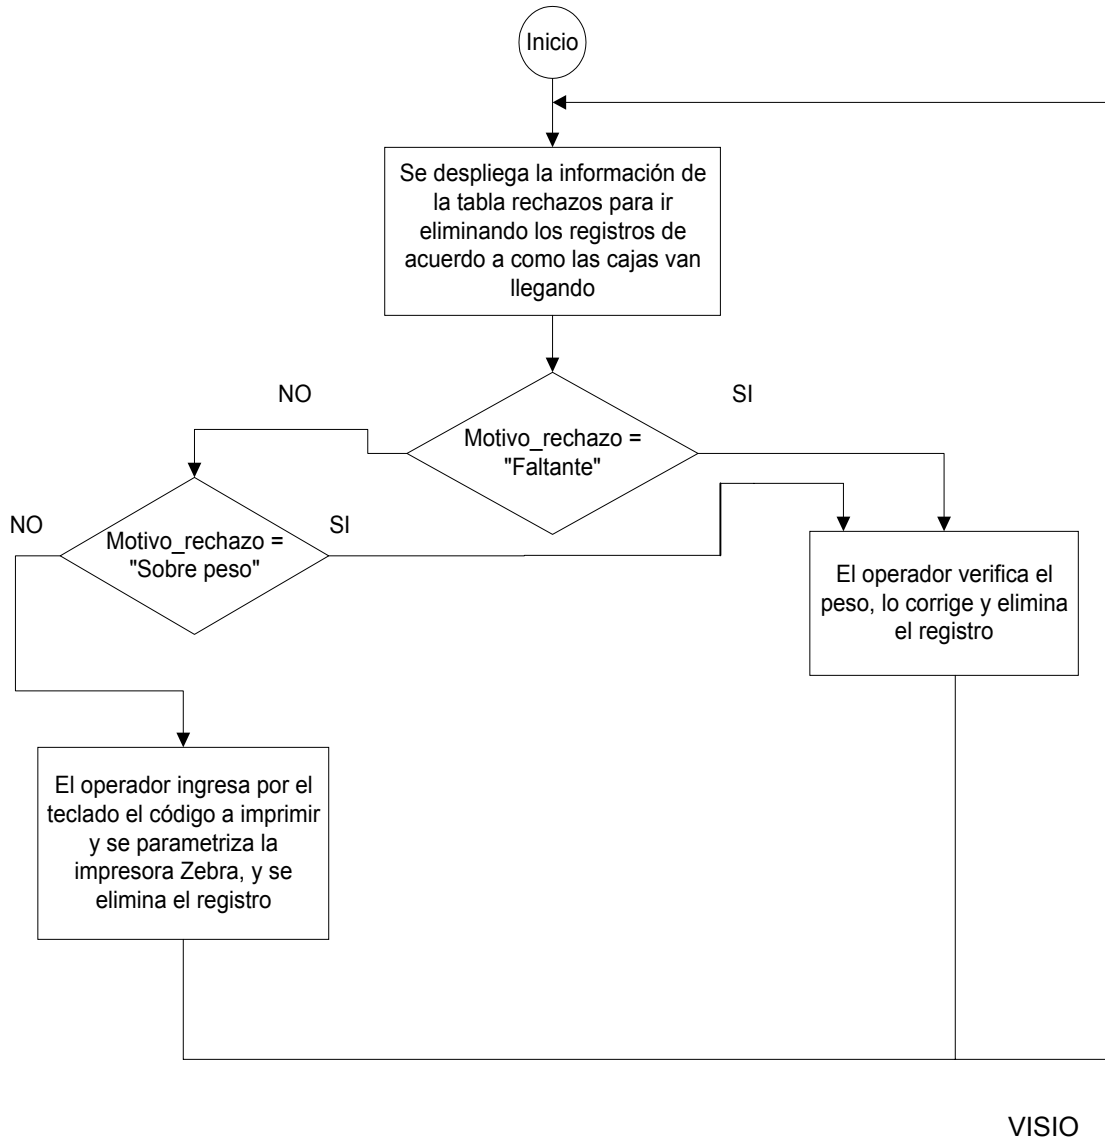 Inicio
Se despliega la información de
la tabla rechazos para ir
eliminando los registros de
acuerdo a como las cajas van
llegando
NO
SI
Motivo_rechazo =
"Faltante"
NO
SI
Motivo_rechazo =
"Sobre peso"
El operador verifica el
peso, lo corrige y elimina
el registro
El operador ingresa por el
teclado el código a imprimir
y se parametriza la
impresora Zebra, y se
elimina el registro
VISIO